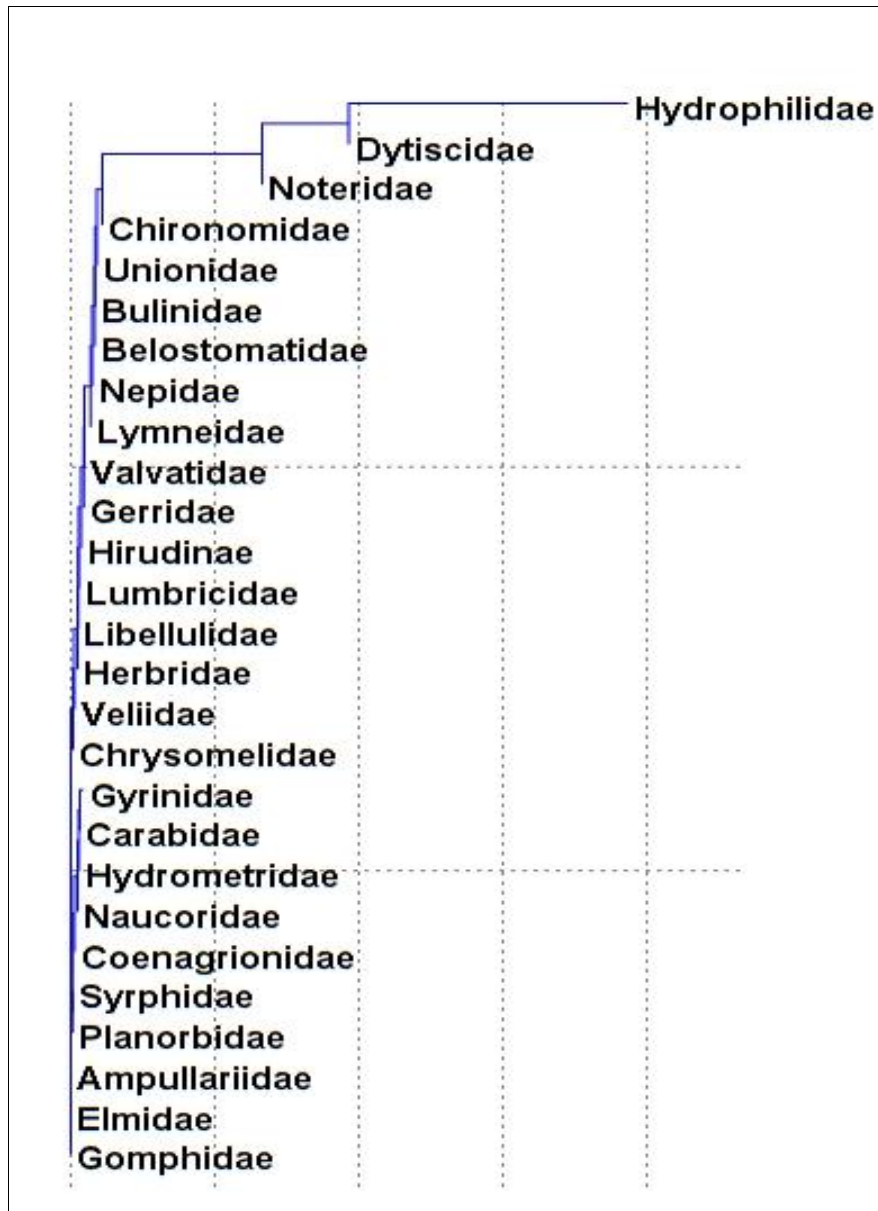 Hydrophilidae
Dytiscidae
Noteridae
Chironomidae
Unionidae
Bulinidae
Belostomatidae
Nepidae
Lymneidae
Valvatidae
Gerridae
Hirudinae
Lumbricidae
Libellulidae
Herbridae
Veliidae
Chrysomelidae
Gyrinidae
Carabidae
Hydrometridae
Naucoridae
Coenagrionidae
Syrphidae
Planorbidae
Ampullariidae
Elmidae
Gomphidae